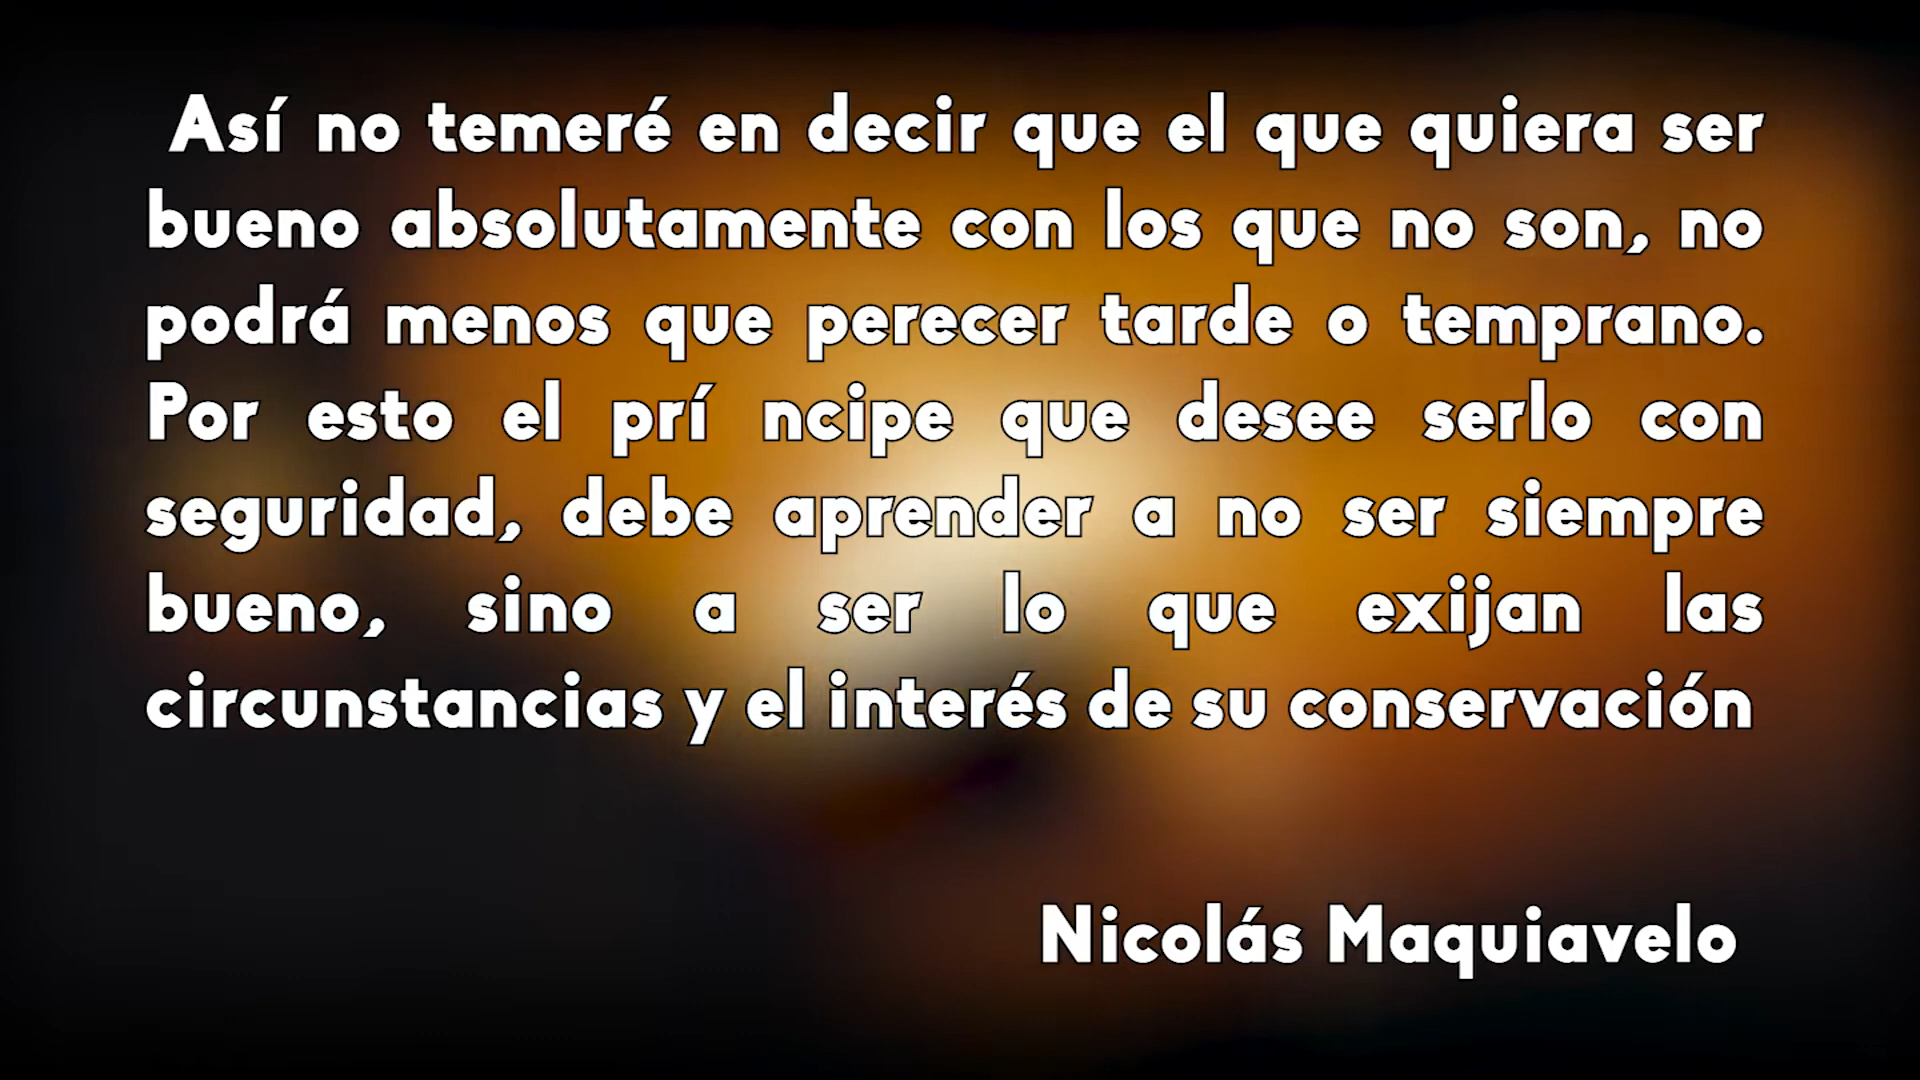 Así no temeré en decir que el que quiera ser
bueno absolutamente con los que no son, no
podrá menos que perecer tarde o temprano.
Por esto el prí ncipe que desee serlo con
seguridad, debe aprender a no ser siempre
bueno, sino a ser lo que exijan las
circunstancias y el interés de su conservación
Nicolás Maquiavelo